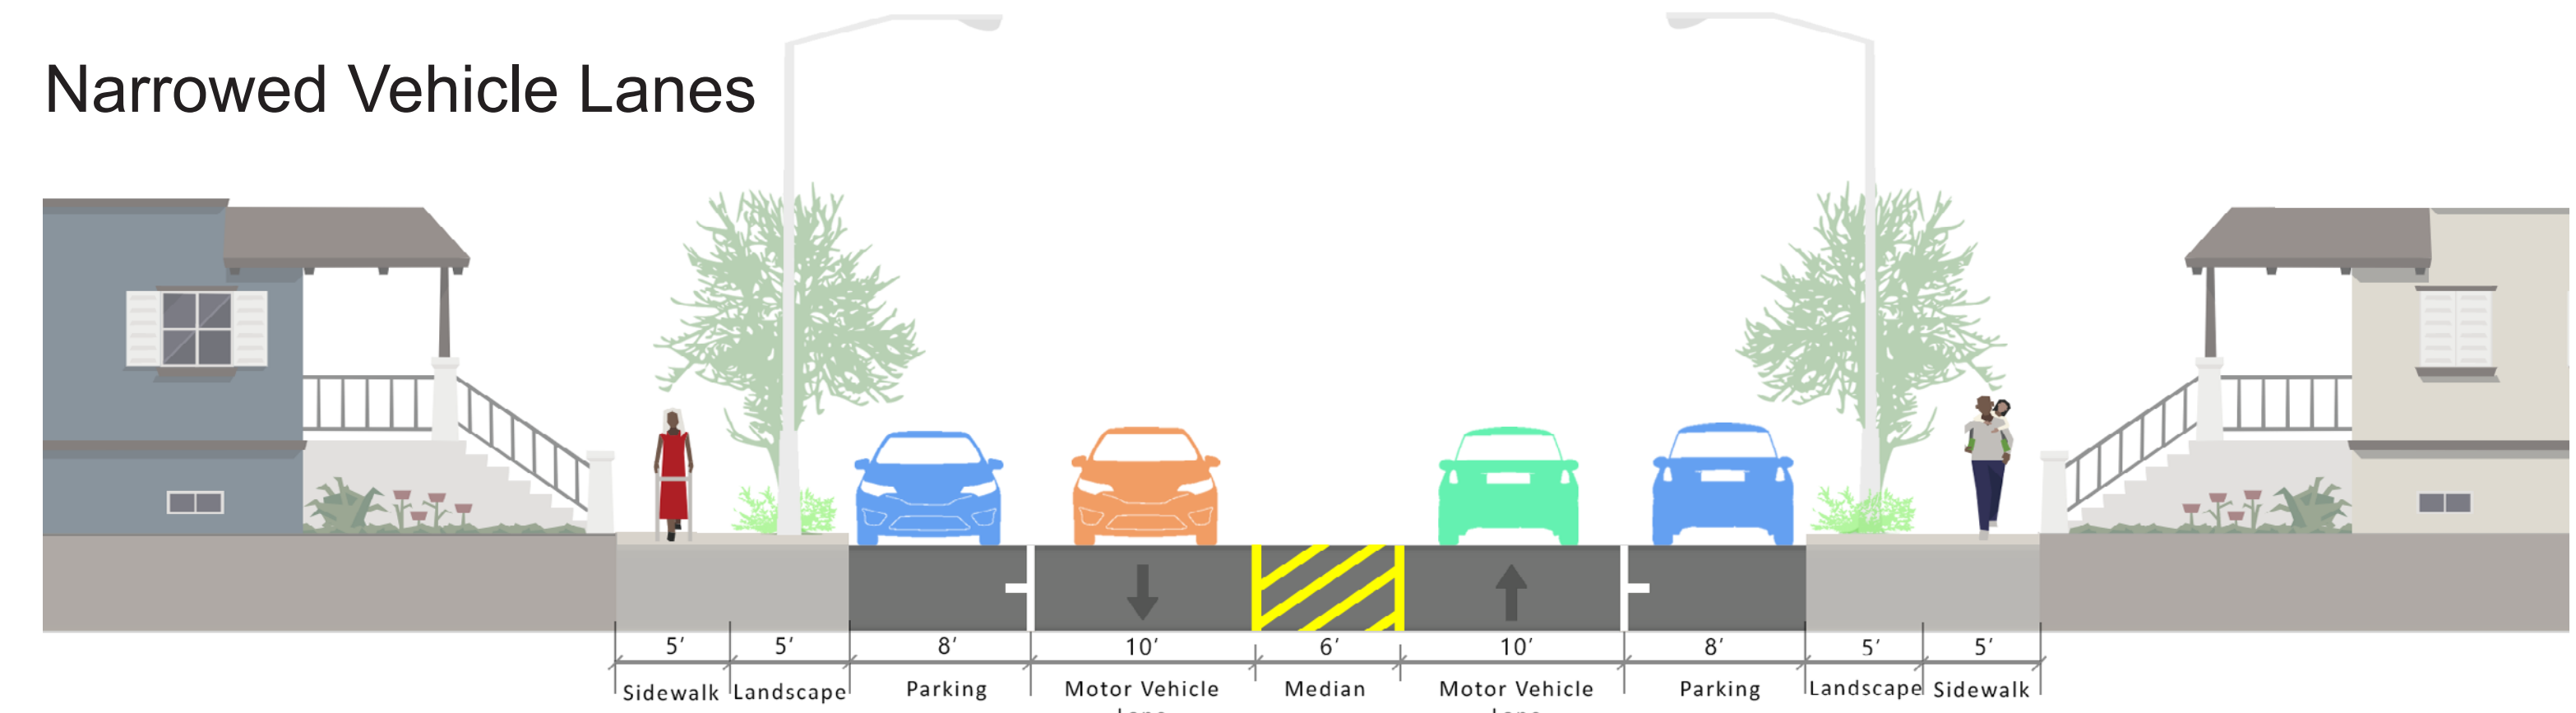 Narrowed Vehicle Lanes
5’ 5’ 8’ 10’ 6’ 10’ 8’ 5’ 5’
Sidewalk Landscape Parking Motor Vehicle Median Motor Vehicle Parking Landscape Sidewalk